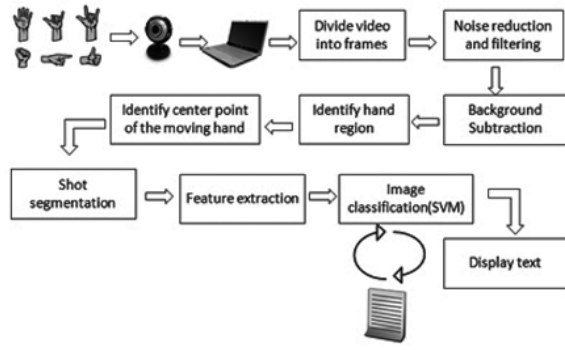 Divide video
into frames
Noise reduction
and filtering
Background
Subtraction
Identify hand
region
Identify center point
of the moving hand
Shot
segmentation
Feature extraction
Image
classification(SVM)
Display text